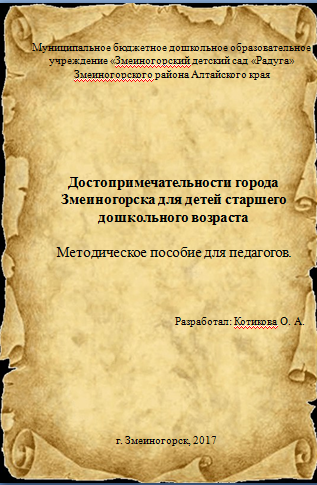 Муниципальное бюджетное дошкольное образовательное
учреждение «Змеиногорский детский сад «Радуга»
Змеиногорского района Алтайского края
Достопримечательности города
Змеиногорска для детей старшего
дошкольного возраста
Методическое пособие для педагогов.
Разработал: Котикова О. А.
г. Змеиногорск, 2017